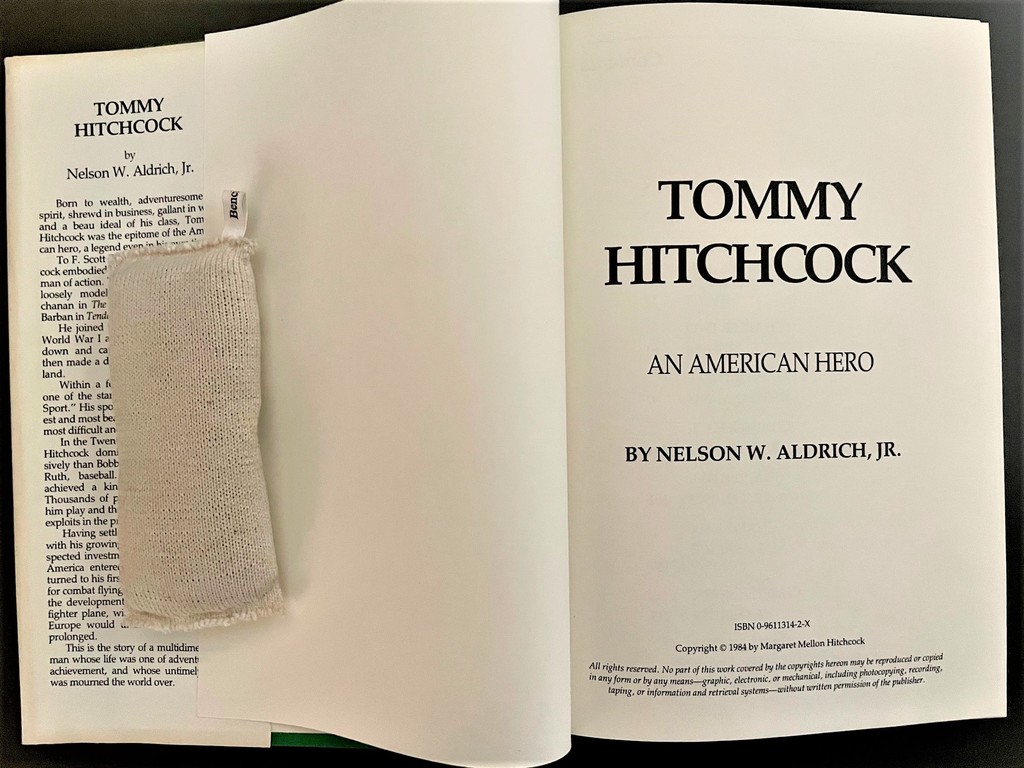 TOMMY
HITCHCOCK
by
Nelson W. Aldrich, Jr.
Born to wealth, adventuresome
spirit, shrewd in business, gallant in
and a beau ideal of his class, Tom
Hitchcock was the epitome of the Am
can hero, a legend even in
To F. Scott
cock embodied
man of action.
loosely model
chanan in The
Barban in
He joined
World War I a
down and ca
then made a d
land.
Within a f
one of the sta
Sport." His spo
est and most be
most difficult an
In the Twen
Hitchcock dom
sively than Bobb
Ruth, baseball.
achieved a kin
Thousands of p
him play and th
exploits in the p
Having settl
with his growing
spected investm
America entere
turned to his firs
for combat flying
the development
fighter plane, wi
Europe would
prolonged.
This is the story of a multidime
man whose life was one of advent
achievement, and whose untimel
was mourned the world over.
Benc
TOMMY
HITCHCOCK
AN AMERICAN HERO
BY NELSON W. ALDRICH, JR.
ISBN 0-9611314-2-X
Copyright © 1984 by Margaret Mellon Hitchcock
All rights reserved. No part of this work covered by the copyrights hereon may be reproduced or copied
in any form or by any means—graphic, electronic, or mechanical, including photocopying, recording,
taping, or information and retrieval systems—without written permission of the publisher.